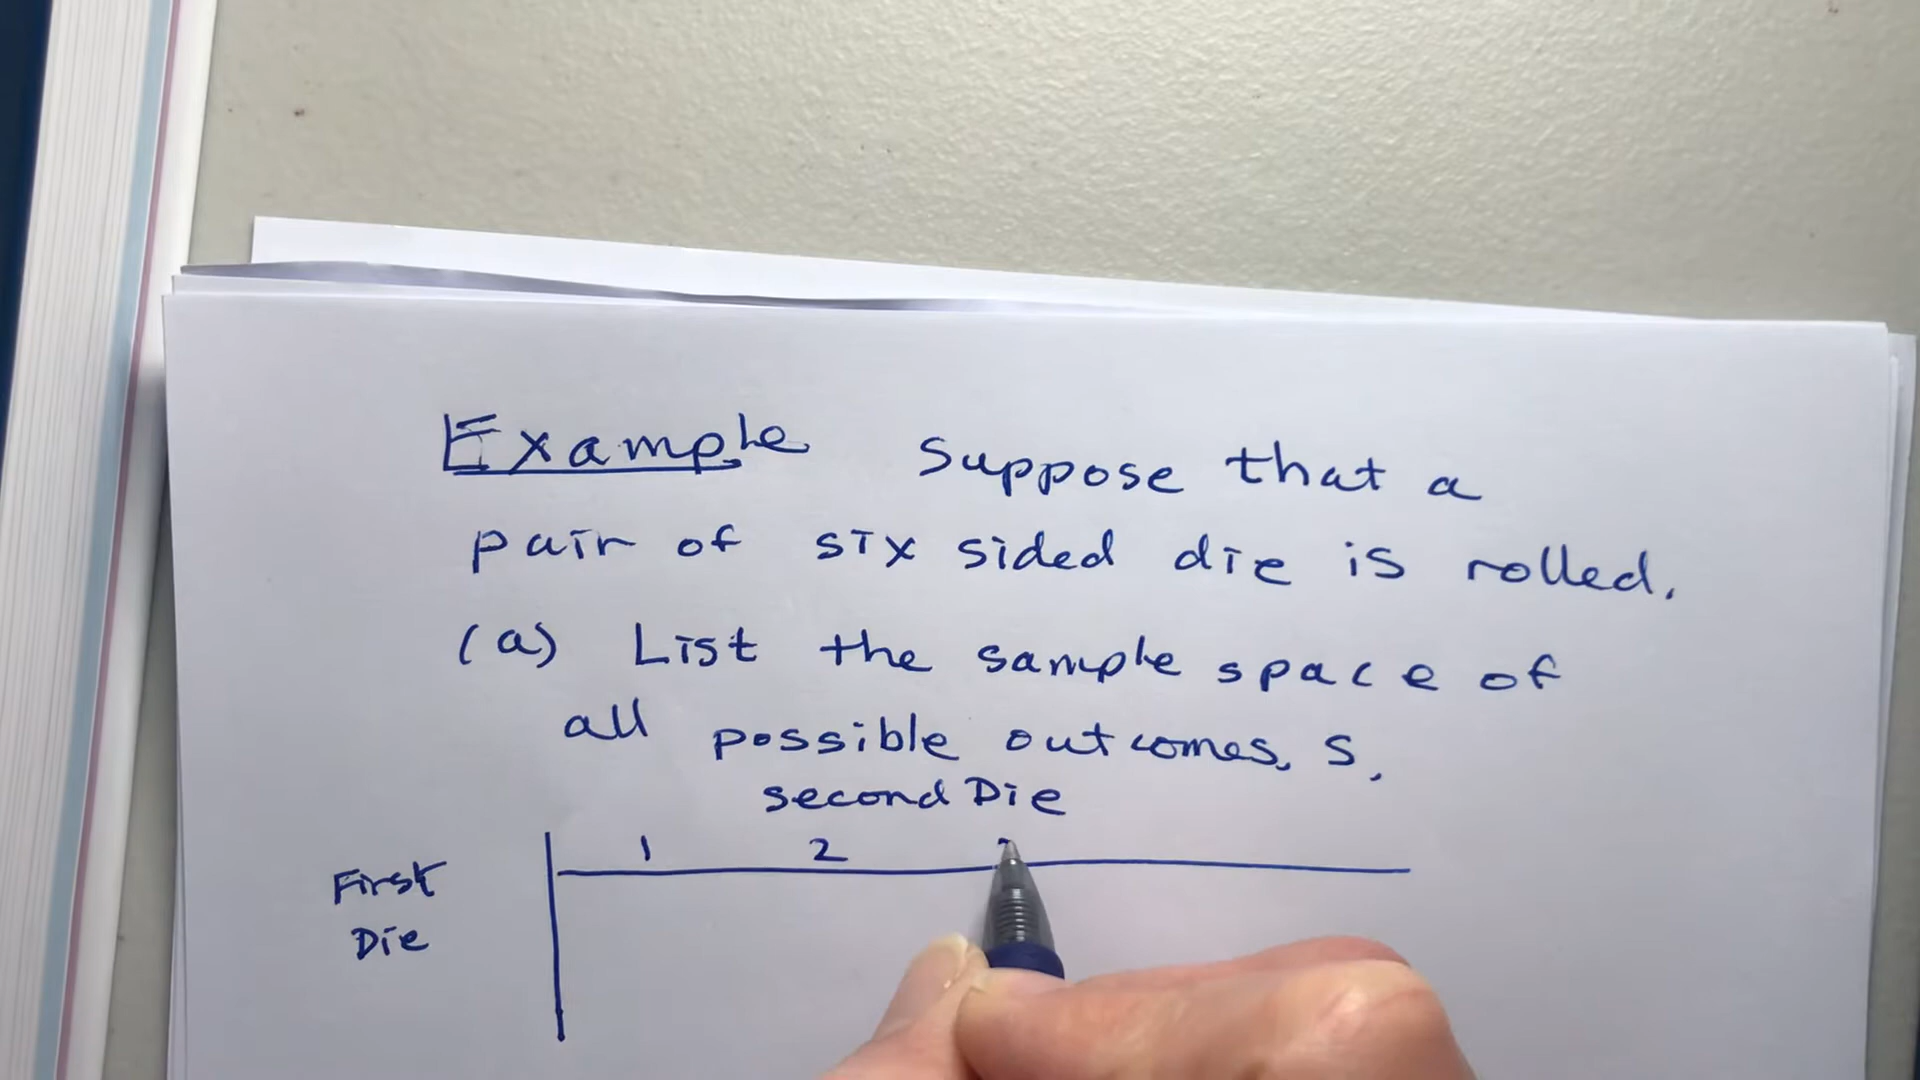 Example Suppose that a
pair of six sided die is rolled.
(a) List the sample space of
all possible outcomes, S.
second Die
1 2
First
Die